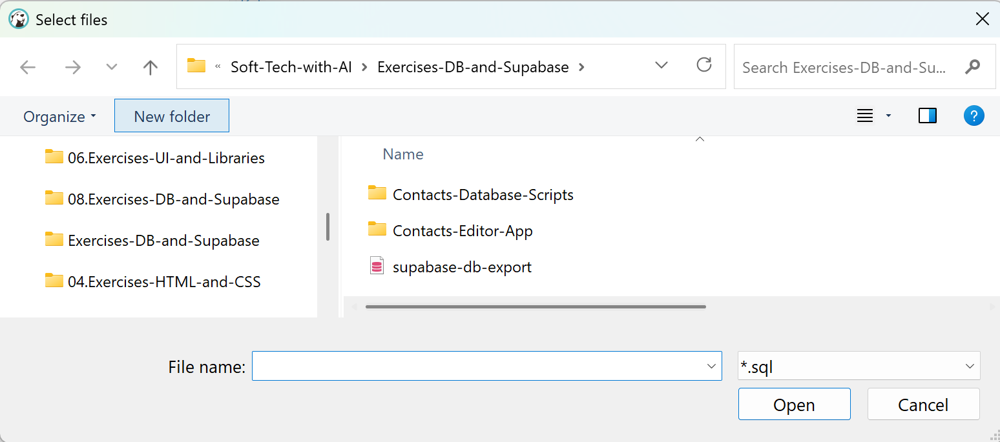 Select files
« Soft-Tech-with-AI > Exercises-DB-and-Supabase >
Search Exercises-DB-and-Su...
Organize
New folder
?
06.Exercises-UI-and-Libraries
08.Exercises-DB-and-Supabase
Exercises-DB-and-Supabase
04.Exercises-HTML-and-CSS
Name
Contacts-Database-Scripts
Contacts-Editor-App
supabase-db-export
File name:
*.sql
Open
Cancel